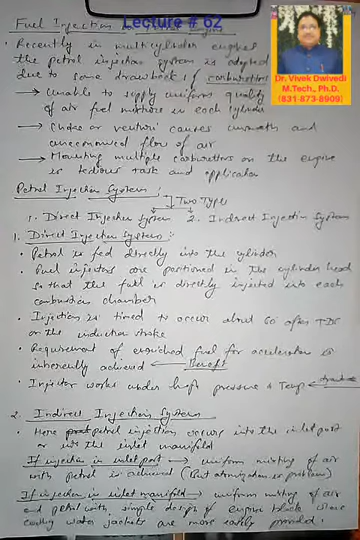 Fuel Injection in
Lecture # 62
Dr. Vivek Dwivedi
M.Tech., Ph.D.
(831-873-8909)
Recently in multicylinder engines
the petrol injection system is adopted
due to some drawback of carburettors
→ Unable to supply uniform quality
of air fuel mixture in each cylinder
→ Choke or venturi causes and
uneconomical flow of air
→ Mounting multiple carburettors on the engine
is tedious task and application
Petrol Injection System :
Two Types
1. Direct Injection System 2. Indirect Injection System
1. Direct Injection System :-
• Petrol is fed directly into the cylinder
• Fuel injectors are positioned in the cylinder head
so that the fuel is directly injected into each
combustion chamber
• Injection is timed to occur about 60 after TDC
on the induction stroke
• Requirement of enriched fuel for acceleration is
inherently achieved ← Benefit
• Injector works under high pressure & Temp ←
2. Indirect Injection System
• Here petrol injection occurs into the inlet port
or into the inlet manifold
If injection in inlet port → uniform mixing of air
with petrol is achieved (But atomization is problem)
If injection in inlet manifold → uniform mixing of air
and petrol with simple design of engine block where
cooling water jackets are more easily provided.